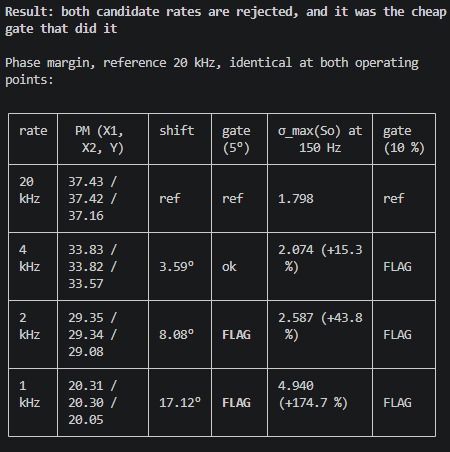 Result: both candidate rates are rejected, and it was the cheap
gate that did it
Phase margin, reference 20 kHz, identical at both operating
points:
rate
PM (X1,
X2, Y)
shift
gate
(5°)
σ_max(So) at
150 Hz
gate
(10 %)
20
kHz
37.43 /
37.42 /
37.16
ref
ref
1.798
ref
4
kHz
33.83 /
33.82 /
33.57
3.59°
ok
2.074 (+15.3
%)
FLAG
2
kHz
29.35 /
29.34 /
29.08
8.08°
FLAG
2.587 (+43.8
%)
FLAG
1
kHz
20.31 /
20.30 /
20.05
17.12°
FLAG
4.940
(+174.7 %)
FLAG